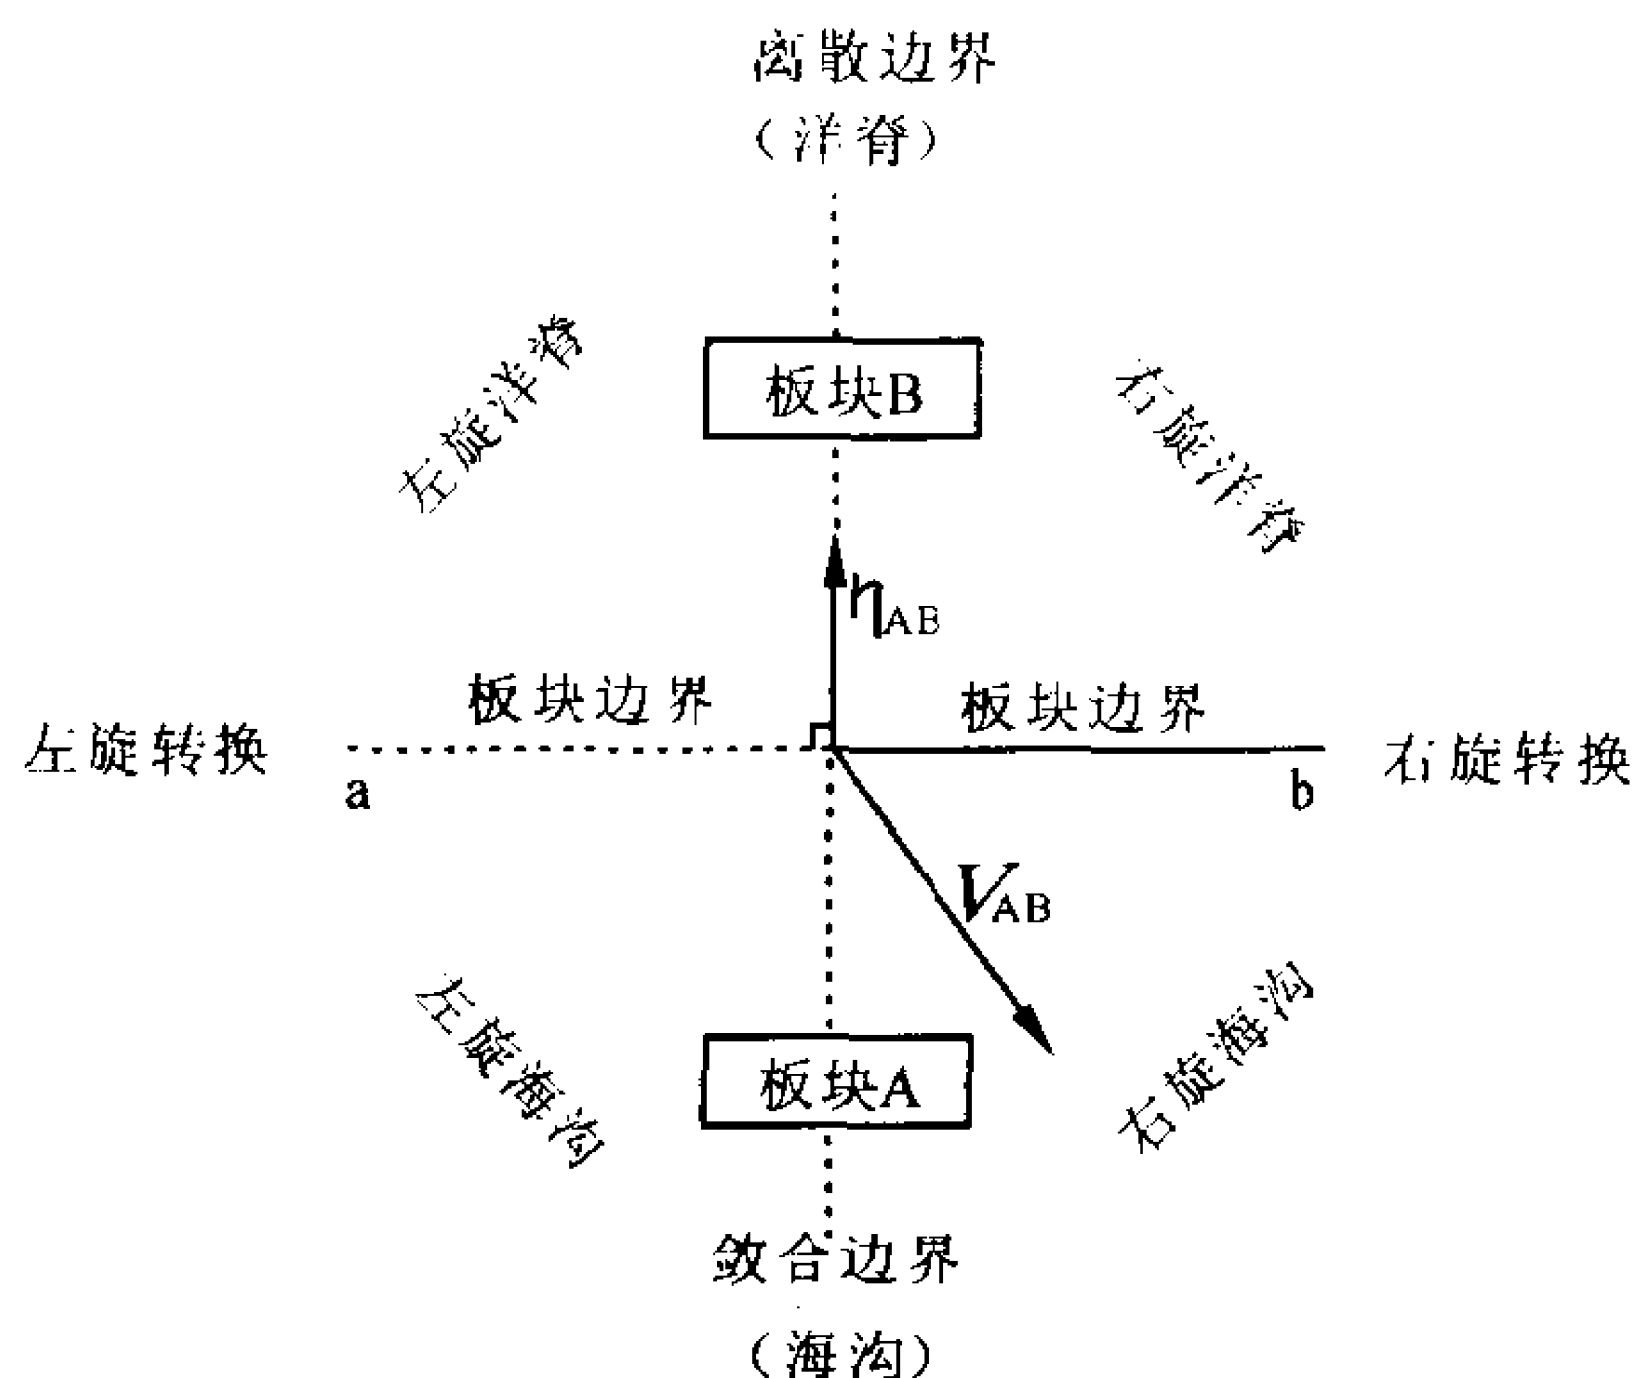 离散边界
（洋脊）
左旋洋脊
板块B
右旋洋脊
ηAB
板块边界
板块边界
左旋转换
右旋转换
a
b
VAB
左旋海沟
板块A
右旋海沟
敛合边界
（海沟）